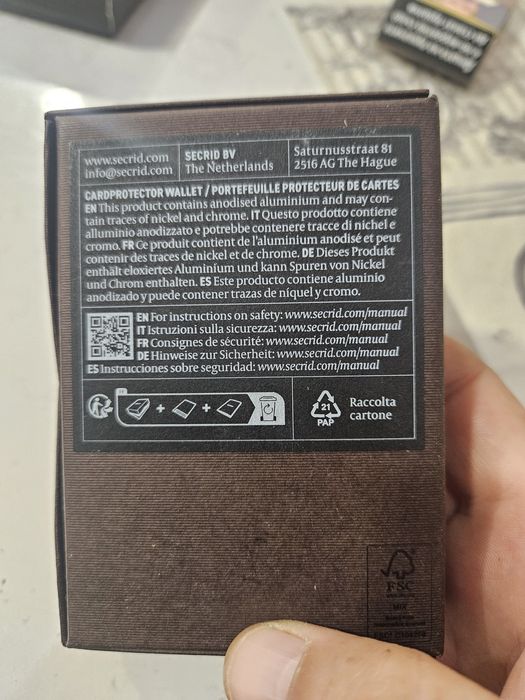 www.secrid.com
info@secrid.com
SECRID BV
The Netherlands
Saturnusstraat 81
2516 AG The Hague
CARDPROTECTOR WALLET / PORTEFEUILLE PROTECTEUR DE CARTES
EN This product contains anodised aluminium and may con-
tain traces of nickel and chrome. IT Questo prodotto contiene
alluminio anodizzato e potrebbe contenere tracce di nichel e
cromo. FR Ce produit contient de l'aluminium anodisé et peut
contenir des traces de nickel et de chrome. DE Dieses Produkt
enthält eloxiertes Aluminium und kann Spuren von Nickel
und Chrom enthalten. ES Este producto contiene aluminio
anodizado y puede contener trazas de níquel y cromo.
EN For instructions on safety: www.secrid.com/manual
IT Istruzioni sulla sicurezza: www.secrid.com/manual
FR Consignes de sécurité: www.secrid.com/manual
DE Hinweise zur Sicherheit: www.secrid.com/manual
ES Instrucciones sobre seguridad: www.secrid.com/manual
FR
21
PAP
Raccolta
cartone
FSC
MIX